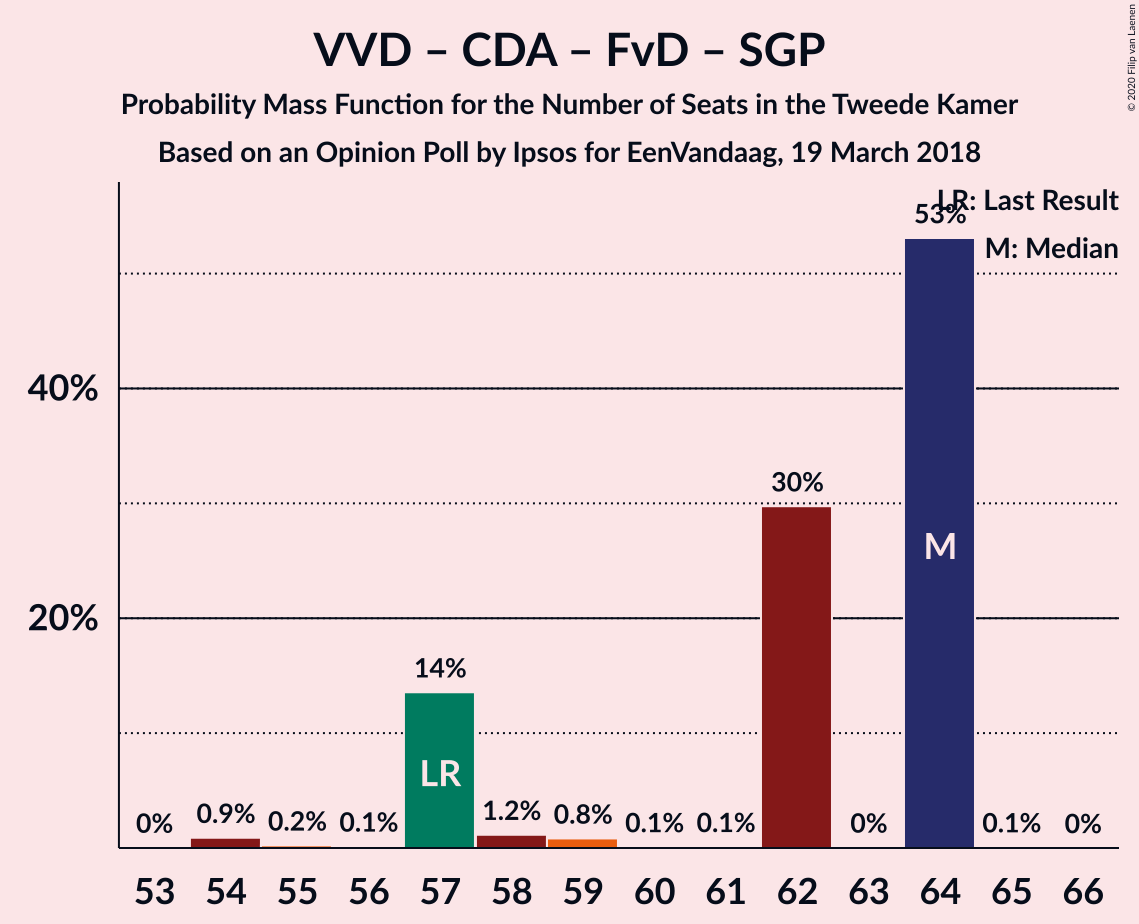 VVD – CDA – FvD – SGP
Probability Mass Function for the Number of Seats in the Tweede Kamer
Based on an Opinion Poll by Ipsos for EenVandaag, 19 March 2018
© 2020 Filip van Laenen
LR: Last Result
M: Median
53%
40%
30%
20%
14%
M
LR
0% 0.9% 0.2% 0.1% 1.2% 0.8% 0.1% 0.1% 0% 0.1% 0%
53 54 55 56 57 58 59 60 61 62 63 64 65 66